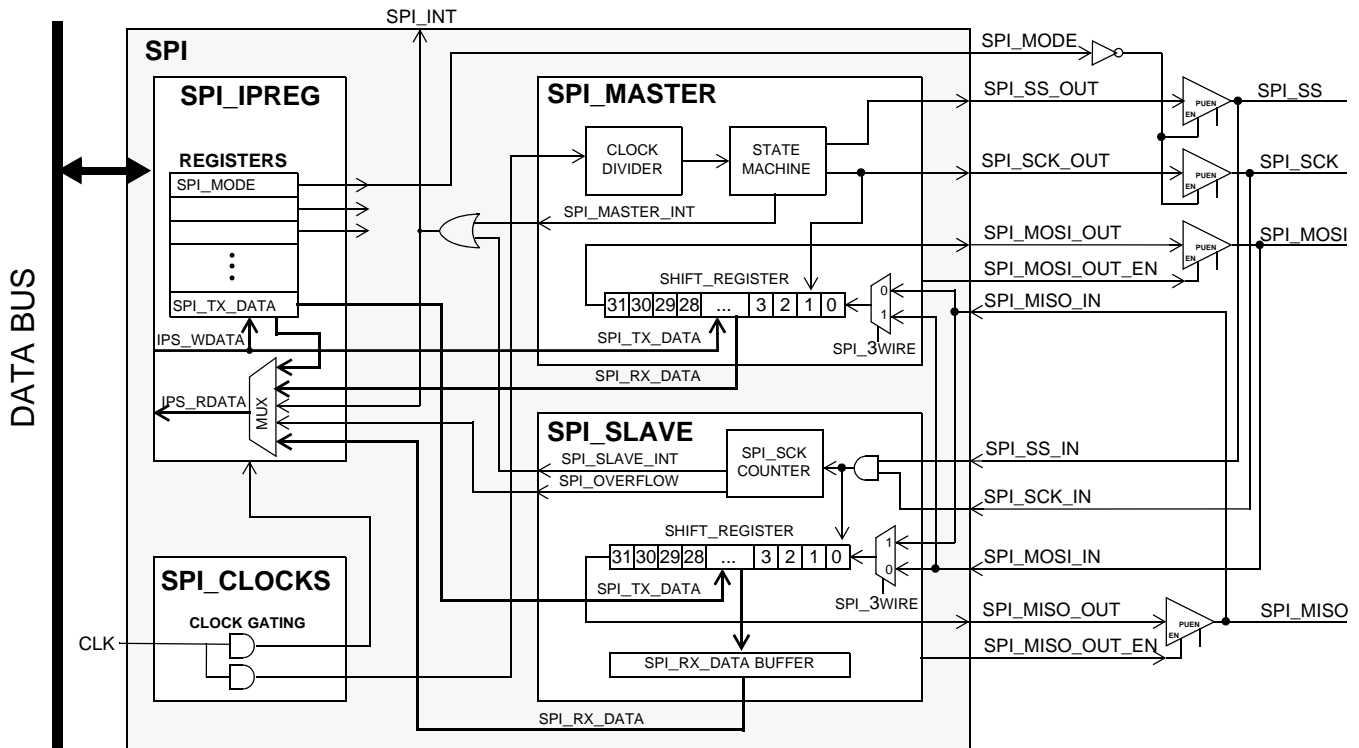 SPI_INT
SPI
SPI_MODE
SPI_IPREG
SPI_MASTER
SPI_SS_OUT
PUEN
EN
SPI_SS
REGISTERS
CLOCK DIVIDER
STATE MACHINE
SPI_MODE
SPI_SCK_OUT
PUEN
EN
SPI_SCK
SPI_MASTER_INT
SPI_MOSI_OUT
PUEN
EN
SPI_MOSI
SHIFT_REGISTER
SPI_MOSI_OUT_EN
31 30 29 28 ... 3 2 1 0
0
1
SPI_MISO_IN
SPI_TX_DATA
IPS_WDATA
SPI_TX_DATA
SPI_3WIRE
SPI_RX_DATA
IPS_RDATA
MUX
DATA BUS
SPI_SLAVE
SPI_SLAVE_INT
SPI_OVERFLOW
SPI_SCK COUNTER
SPI_SS_IN
SPI_SCK_IN
SHIFT_REGISTER
31 30 29 28 ... 3 2 1 0
1
0
SPI_MOSI_IN
SPI_TX_DATA
SPI_3WIRE
SPI_CLOCKS
CLOCK GATING
CLK
SPI_MISO_OUT
PUEN
EN
SPI_MISO
SPI_MISO_OUT_EN
SPI_RX_DATA BUFFER
SPI_RX_DATA